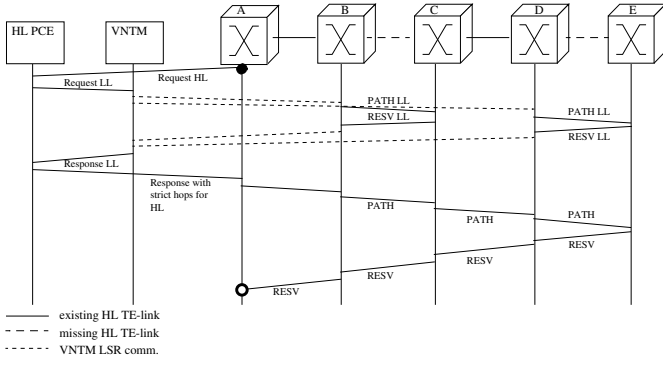 HL PCE
VNTM
A
B
C
D
E
Request HL
Request LL
PATH LL
PATH LL
RESV LL
RESV LL
Response LL
Response with
strict hops for
HL
PATH
PATH
PATH
RESV
RESV
RESV
RESV
existing HL TE-link
missing HL TE-link
VNTM LSR comm.